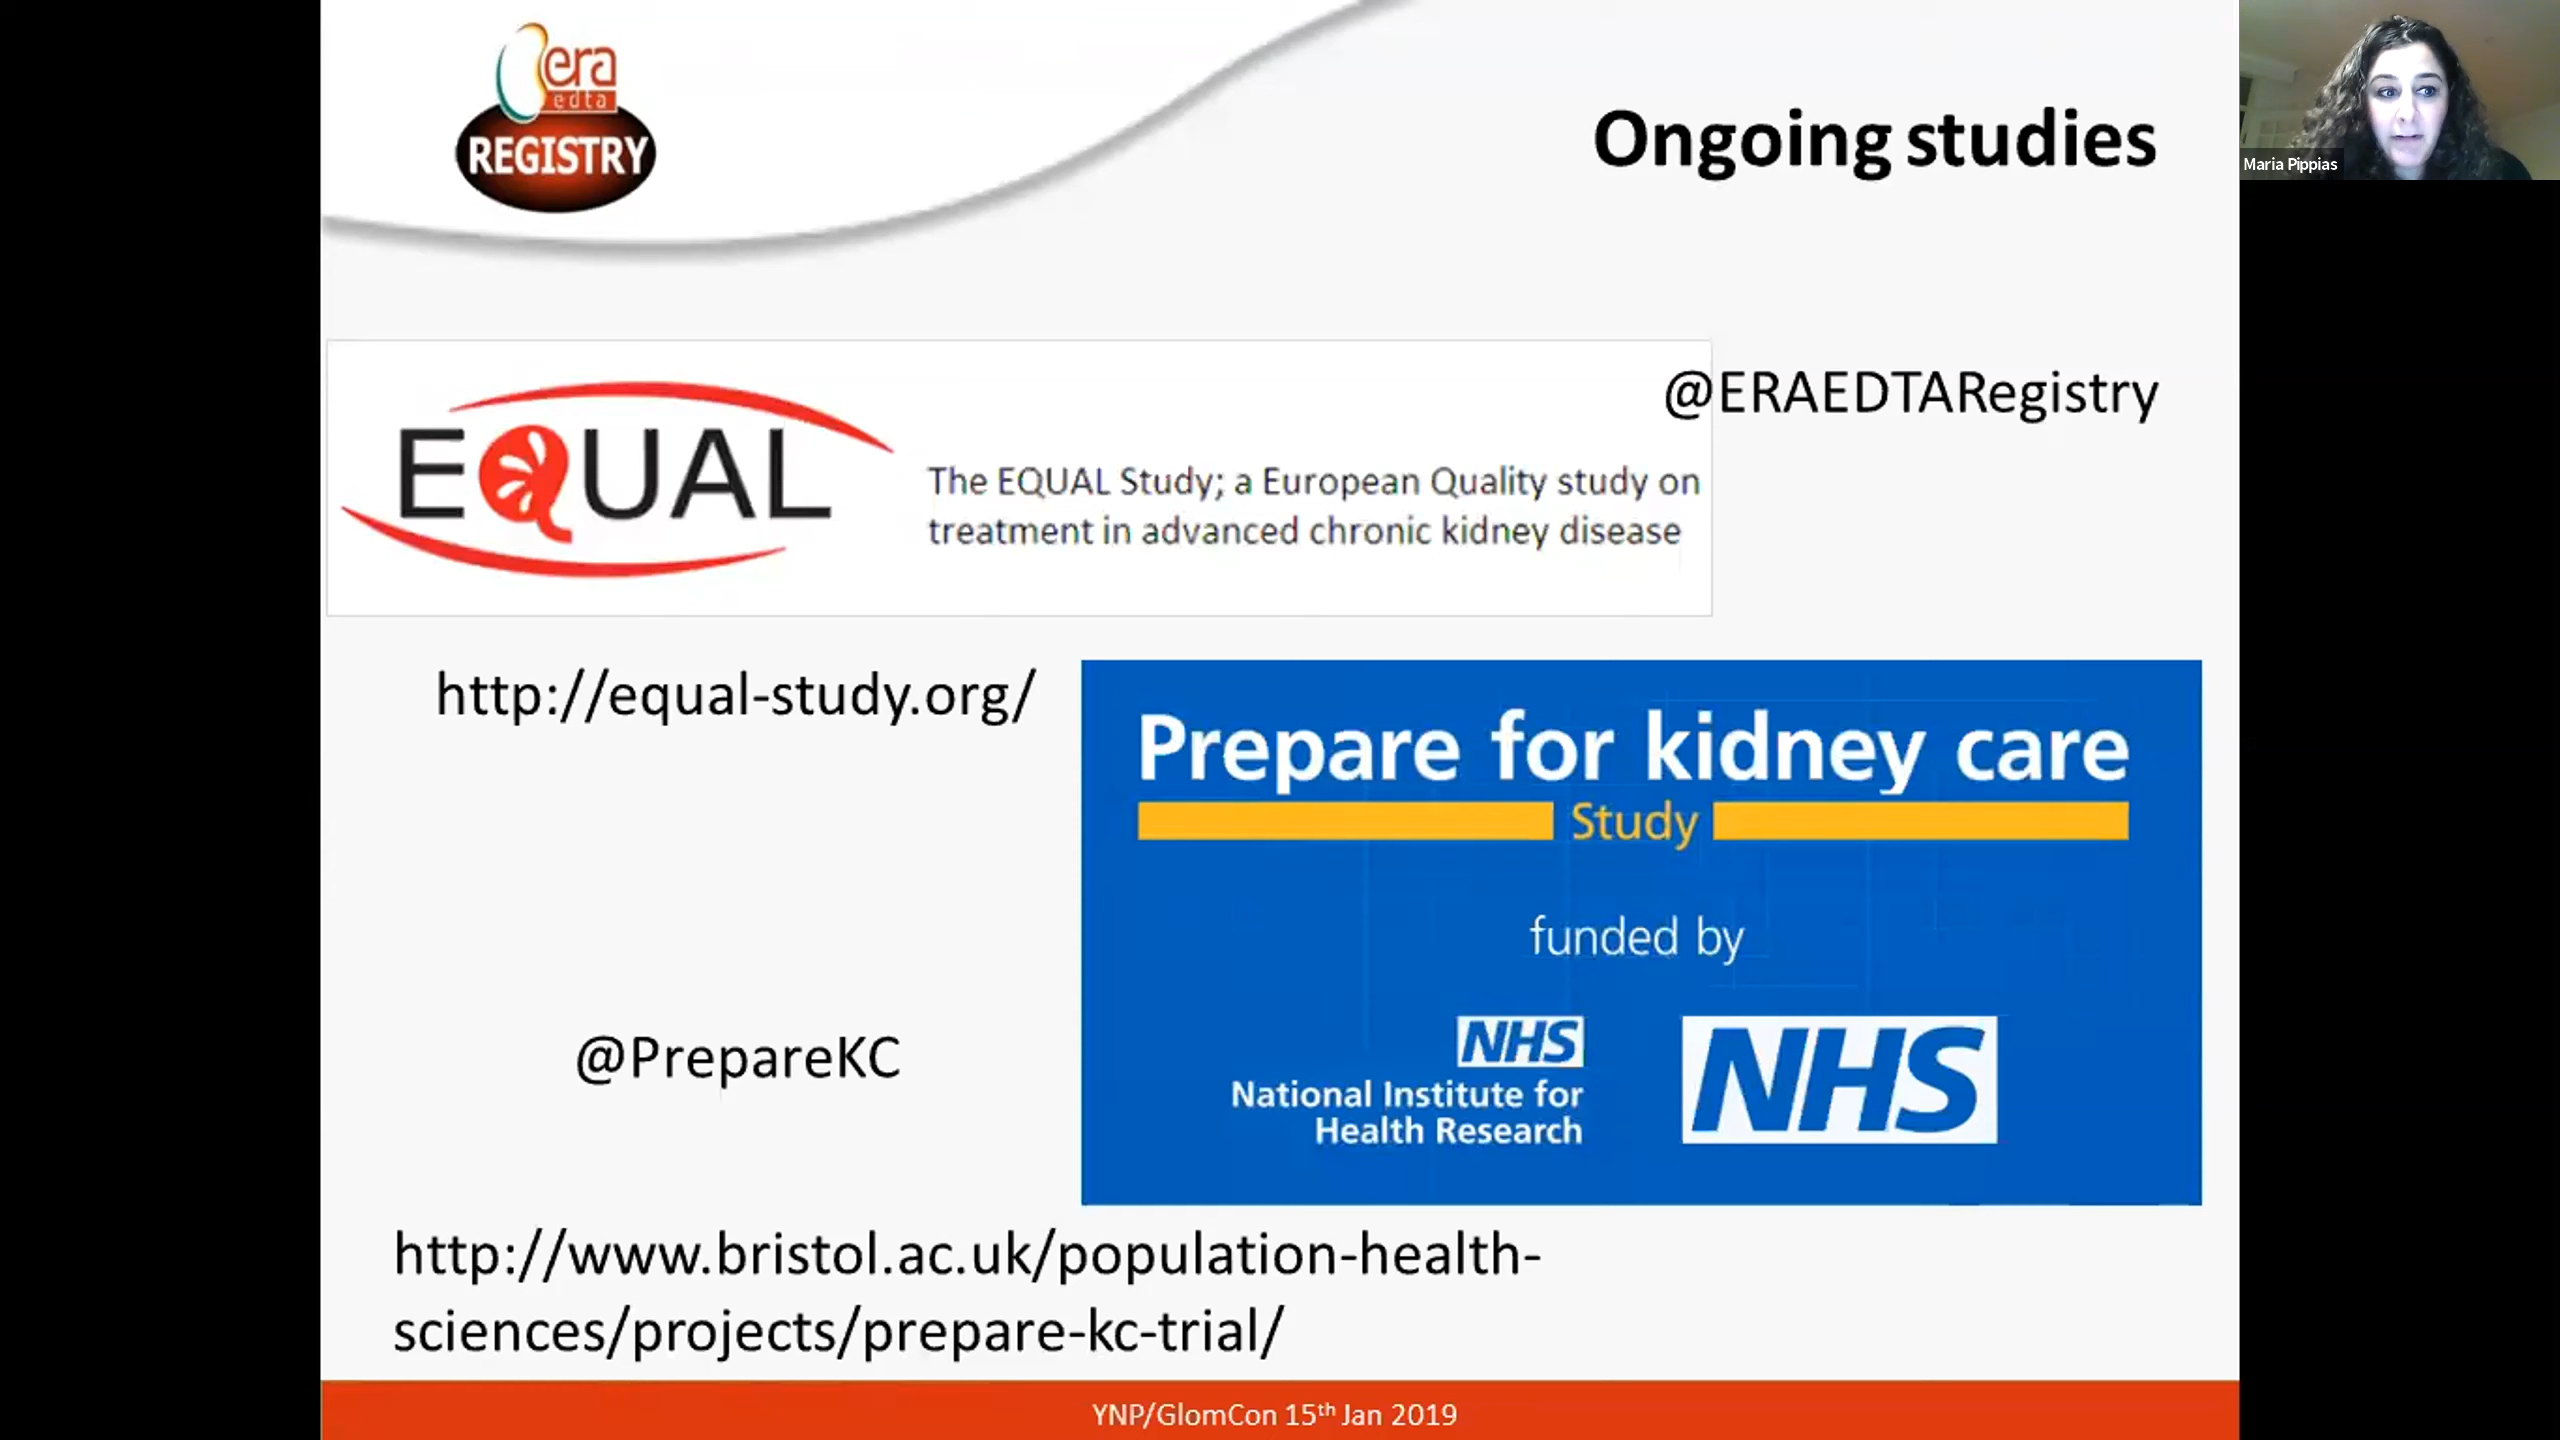 era
edta
REGISTRY
Ongoing studies
Maria Pippias
@ERAEDTARegistry
EQUAL
The EQUAL Study; a European Quality study on
treatment in advanced chronic kidney disease
http://equal-study.org/
Prepare for kidney care
Study
funded by
NHS
National Institute for
Health Research
NHS
@PrepareKC
http://www.bristol.ac.uk/population-health-
sciences/projects/prepare-kc-trial/
YNP/GlomCon 15th Jan 2019